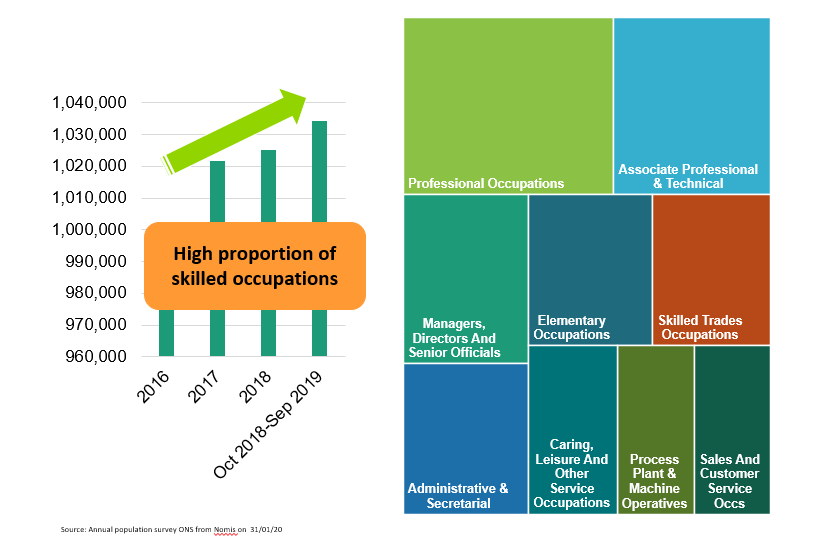 1,040,000
1,030,000
1,020,000
1,010,000
1,000,000
990,000
980,000
970,000
960,000
2016
2017
2018
Oct 2018-Sep 2019
High proportion of
skilled occupations
Professional Occupations
Associate Professional
& Technical
Managers,
Directors And
Senior Officials
Elementary
Occupations
Skilled Trades
Occupations
Administrative &
Secretarial
Caring,
Leisure And
Other
Service
Occupations
Process
Plant &
Machine
Operatives
Sales And
Customer
Service
Occs
Source: Annual population survey ONS from Nomis on 31/01/20